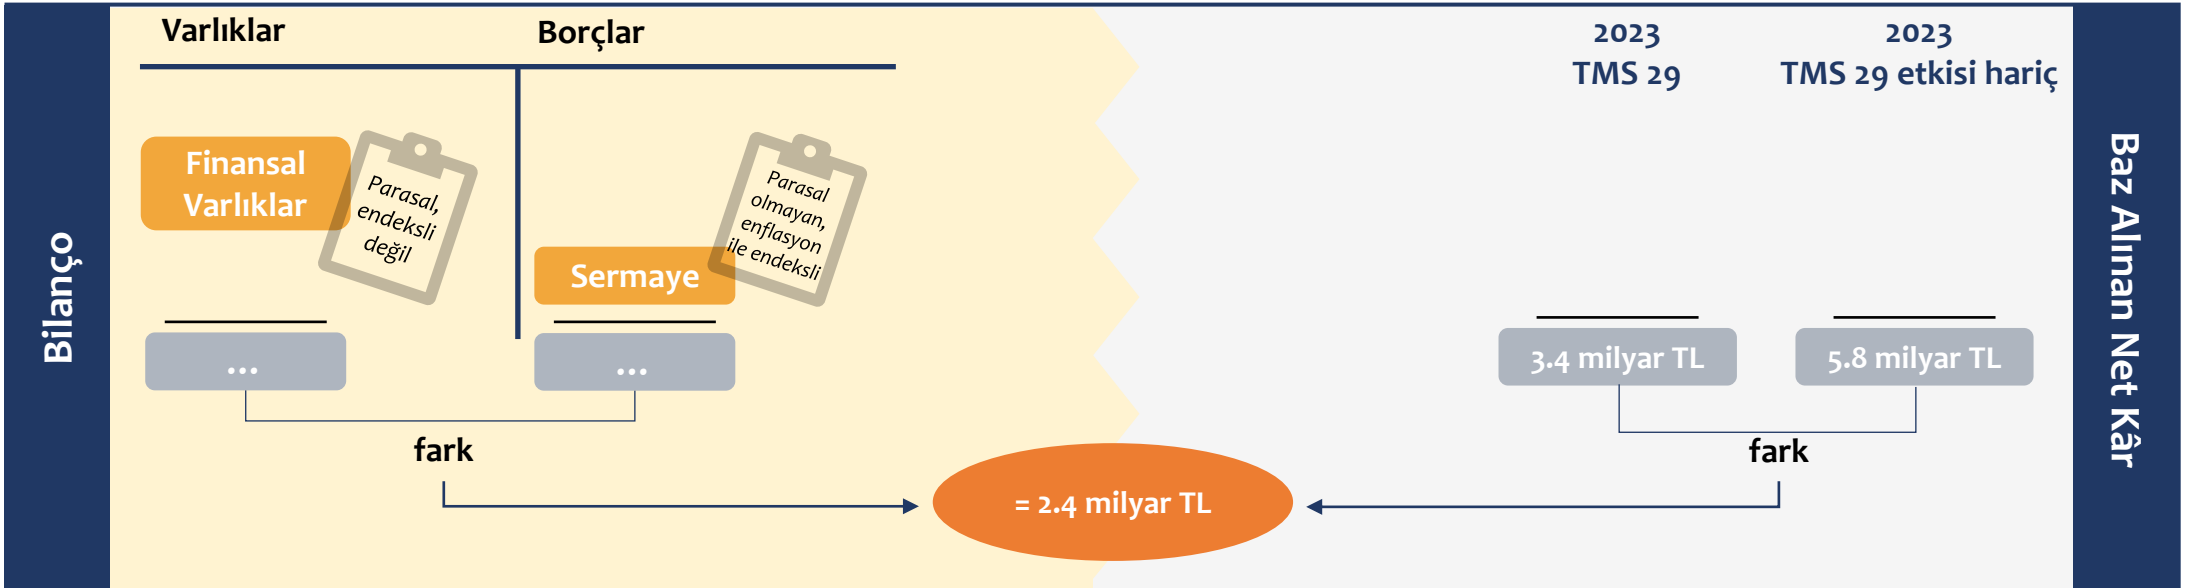 Bilanço
Varlıklar
Borçlar
Finansal
Varlıklar
Parasal,
endeksli
değil
Sermaye
Parasal
olmayan,
enflasyon
ile endeksli
...
...
fark
= 2.4 milyar TL
2023
TMS 29
2023
TMS 29 etkisi hariç
3.4 milyar TL
5.8 milyar TL
fark
Baz Alınan Net Kâr